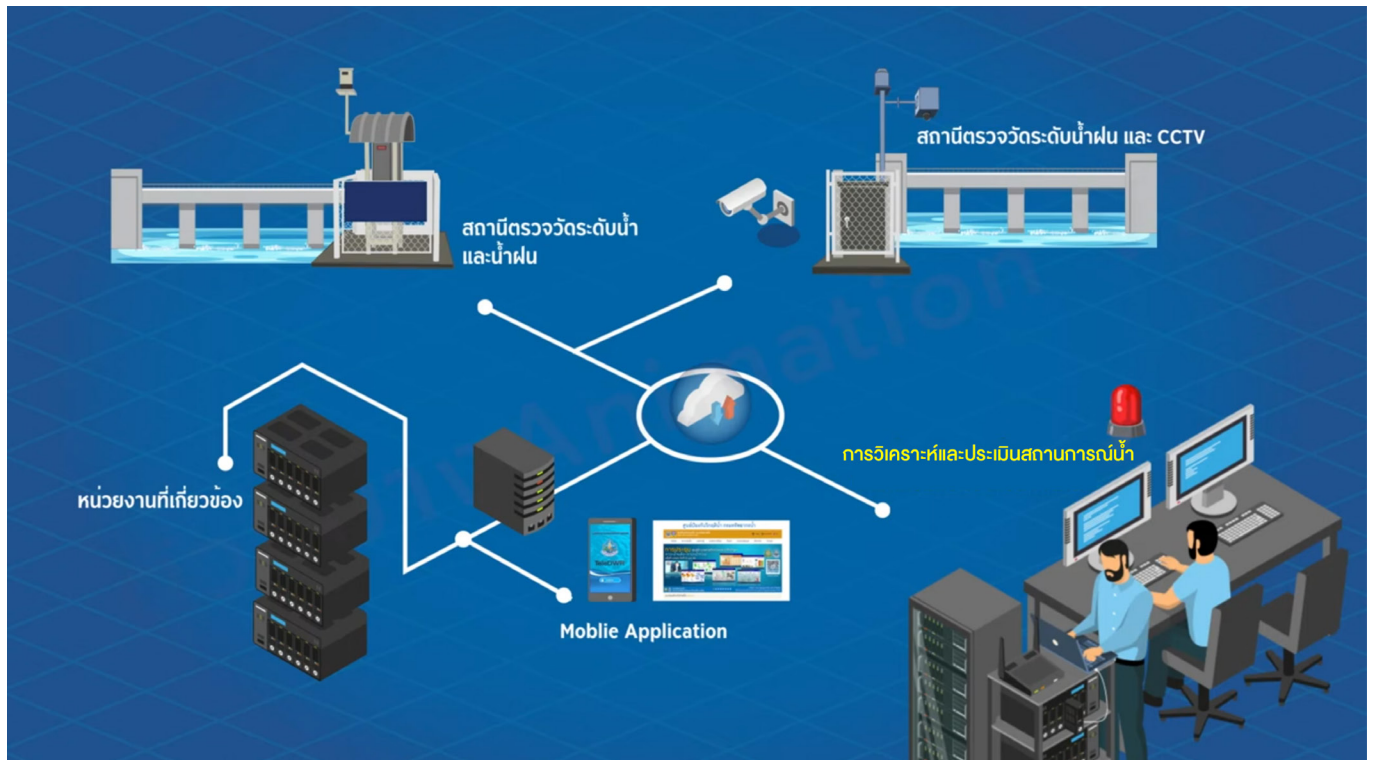 สถานีตรวจวัดระดับน้ำฝน และ CCTV
สถานีตรวจวัดระดับน้ำ
และน้ำฝน
การวิเคราะห์และประเมินสถานการณ์น้ำ
หน่วยงานที่เกี่ยวข้อง
Moblie Application